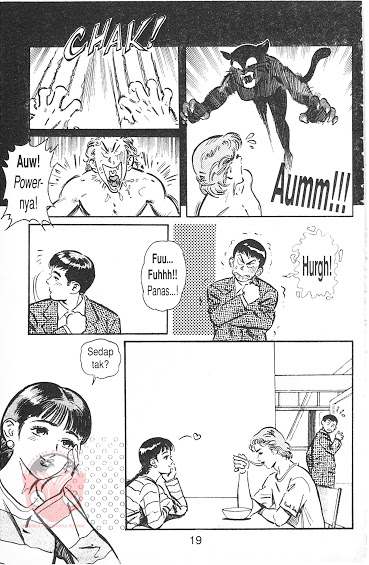 CHAK!
Auw!
Power-
nya!
Aumm!!!
Fuu...
Fuhhh!!
Panas...!
Hurgh!
Sedap
tak?
19